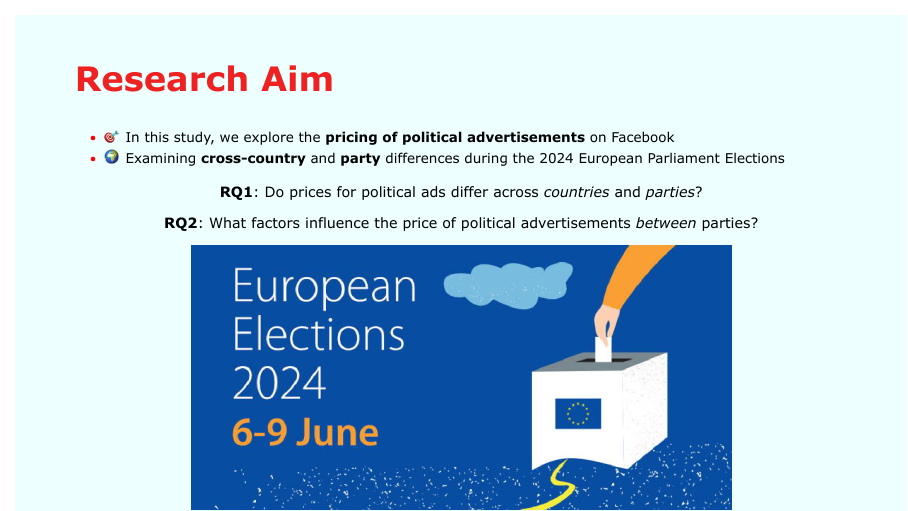 Research Aim
• 🎯 In this study, we explore the pricing of political advertisements on Facebook
• 🌍 Examining cross-country and party differences during the 2024 European Parliament Elections
RQ1: Do prices for political ads differ across countries and parties?
RQ2: What factors influence the price of political advertisements between parties?
European
Elections
2024
6-9 June